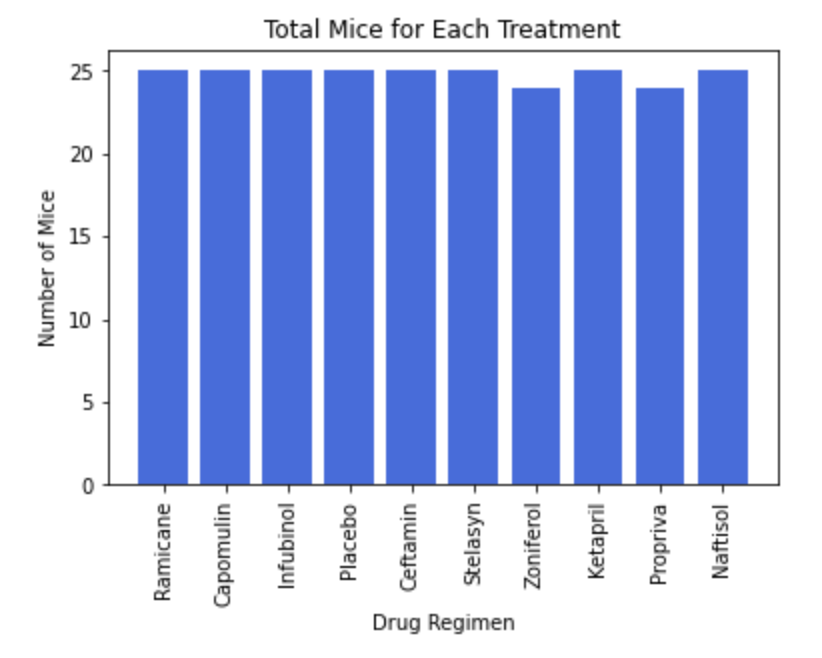 Total Mice for Each Treatment
Number of Mice
25
20
15
10
5
0
Ramicane
Capomulin
Infubinol
Placebo
Ceftamin
Stelasyn
Zoniferol
Ketapril
Propriva
Naftisol
Drug Regimen